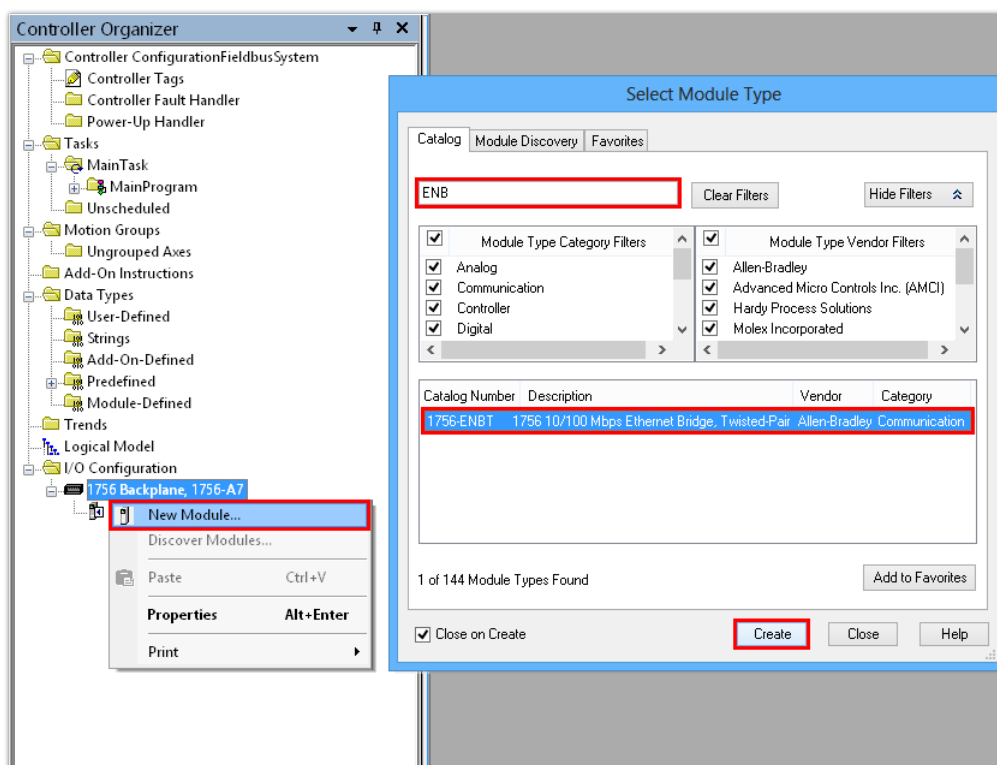 Controller Organizer
Controller ConfigurationFieldbusSystem
Controller Tags
Controller Fault Handler
Power-Up Handler
Tasks
MainTask
MainProgram
Unscheduled
Motion Groups
Ungrouped Axes
Add-On Instructions
Data Types
User-Defined
Strings
Add-On-Defined
Predefined
Module-Defined
Trends
Logical Model
I/O Configuration
1756 Backplane, 1756-A7
New Module...
Discover Modules...
Paste Ctrl+V
Properties Alt+Enter
Print
Select Module Type
Catalog Module Discovery Favorites
ENB Clear Filters Hide Filters
Module Type Category Filters
Analog
Communication
Controller
Digital
Module Type Vendor Filters
Allen-Bradley
Advanced Micro Controls Inc. (AMCI)
Hardy Process Solutions
Molex Incorporated
Catalog Number Description Vendor Category
1756-ENBT 1756 10/100 Mbps Ethernet Bridge, Twisted-Pair Allen-Bradley Communication
1 of 144 Module Types Found Add to Favorites
Close on Create Create Close Help